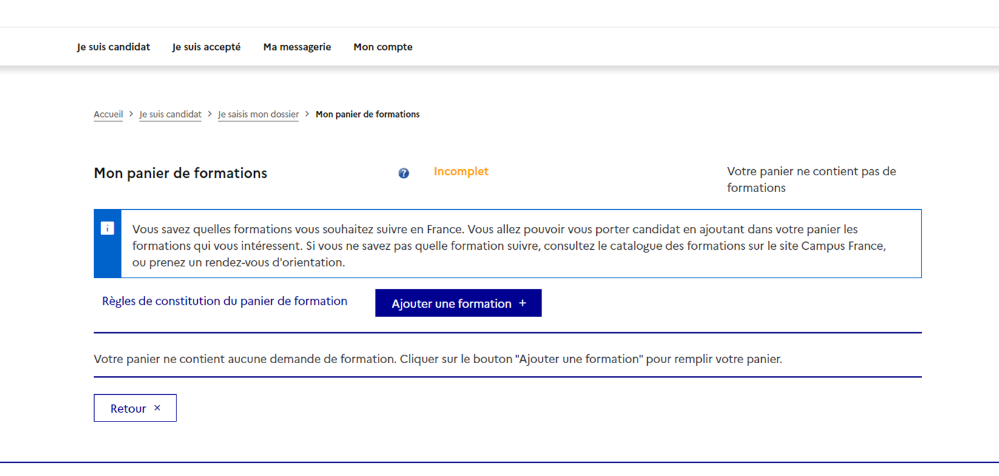 Je suis candidat Je suis accepté Ma messagerie Mon compte
Accueil > Je suis candidat > Je saisis mon dossier > Mon panier de formations
Mon panier de formations ? Incomplet Votre panier ne contient pas de
formations
i
Vous savez quelles formations vous souhaitez suivre en France. Vous allez pouvoir vous porter candidat en ajoutant dans votre panier les
formations qui vous intéressent. Si vous ne savez pas quelle formation suivre, consultez le catalogue des formations sur le site Campus France,
ou prenez un rendez-vous d'orientation.
Règles de constitution du panier de formation Ajouter une formation +
Votre panier ne contient aucune demande de formation. Cliquer sur le bouton "Ajouter une formation" pour remplir votre panier.
Retour ×